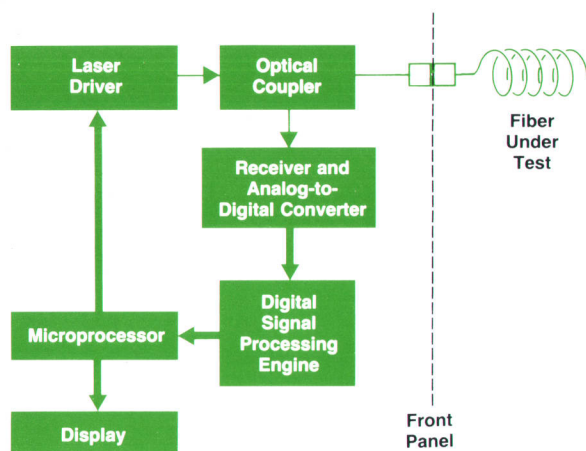 Laser
Driver
Optical
Coupler
Fiber
Under
Test
Receiver and
Analog-to-
Digital Converter
Digital
Signal
Processing
Engine
Microprocessor
Display
Front
Panel